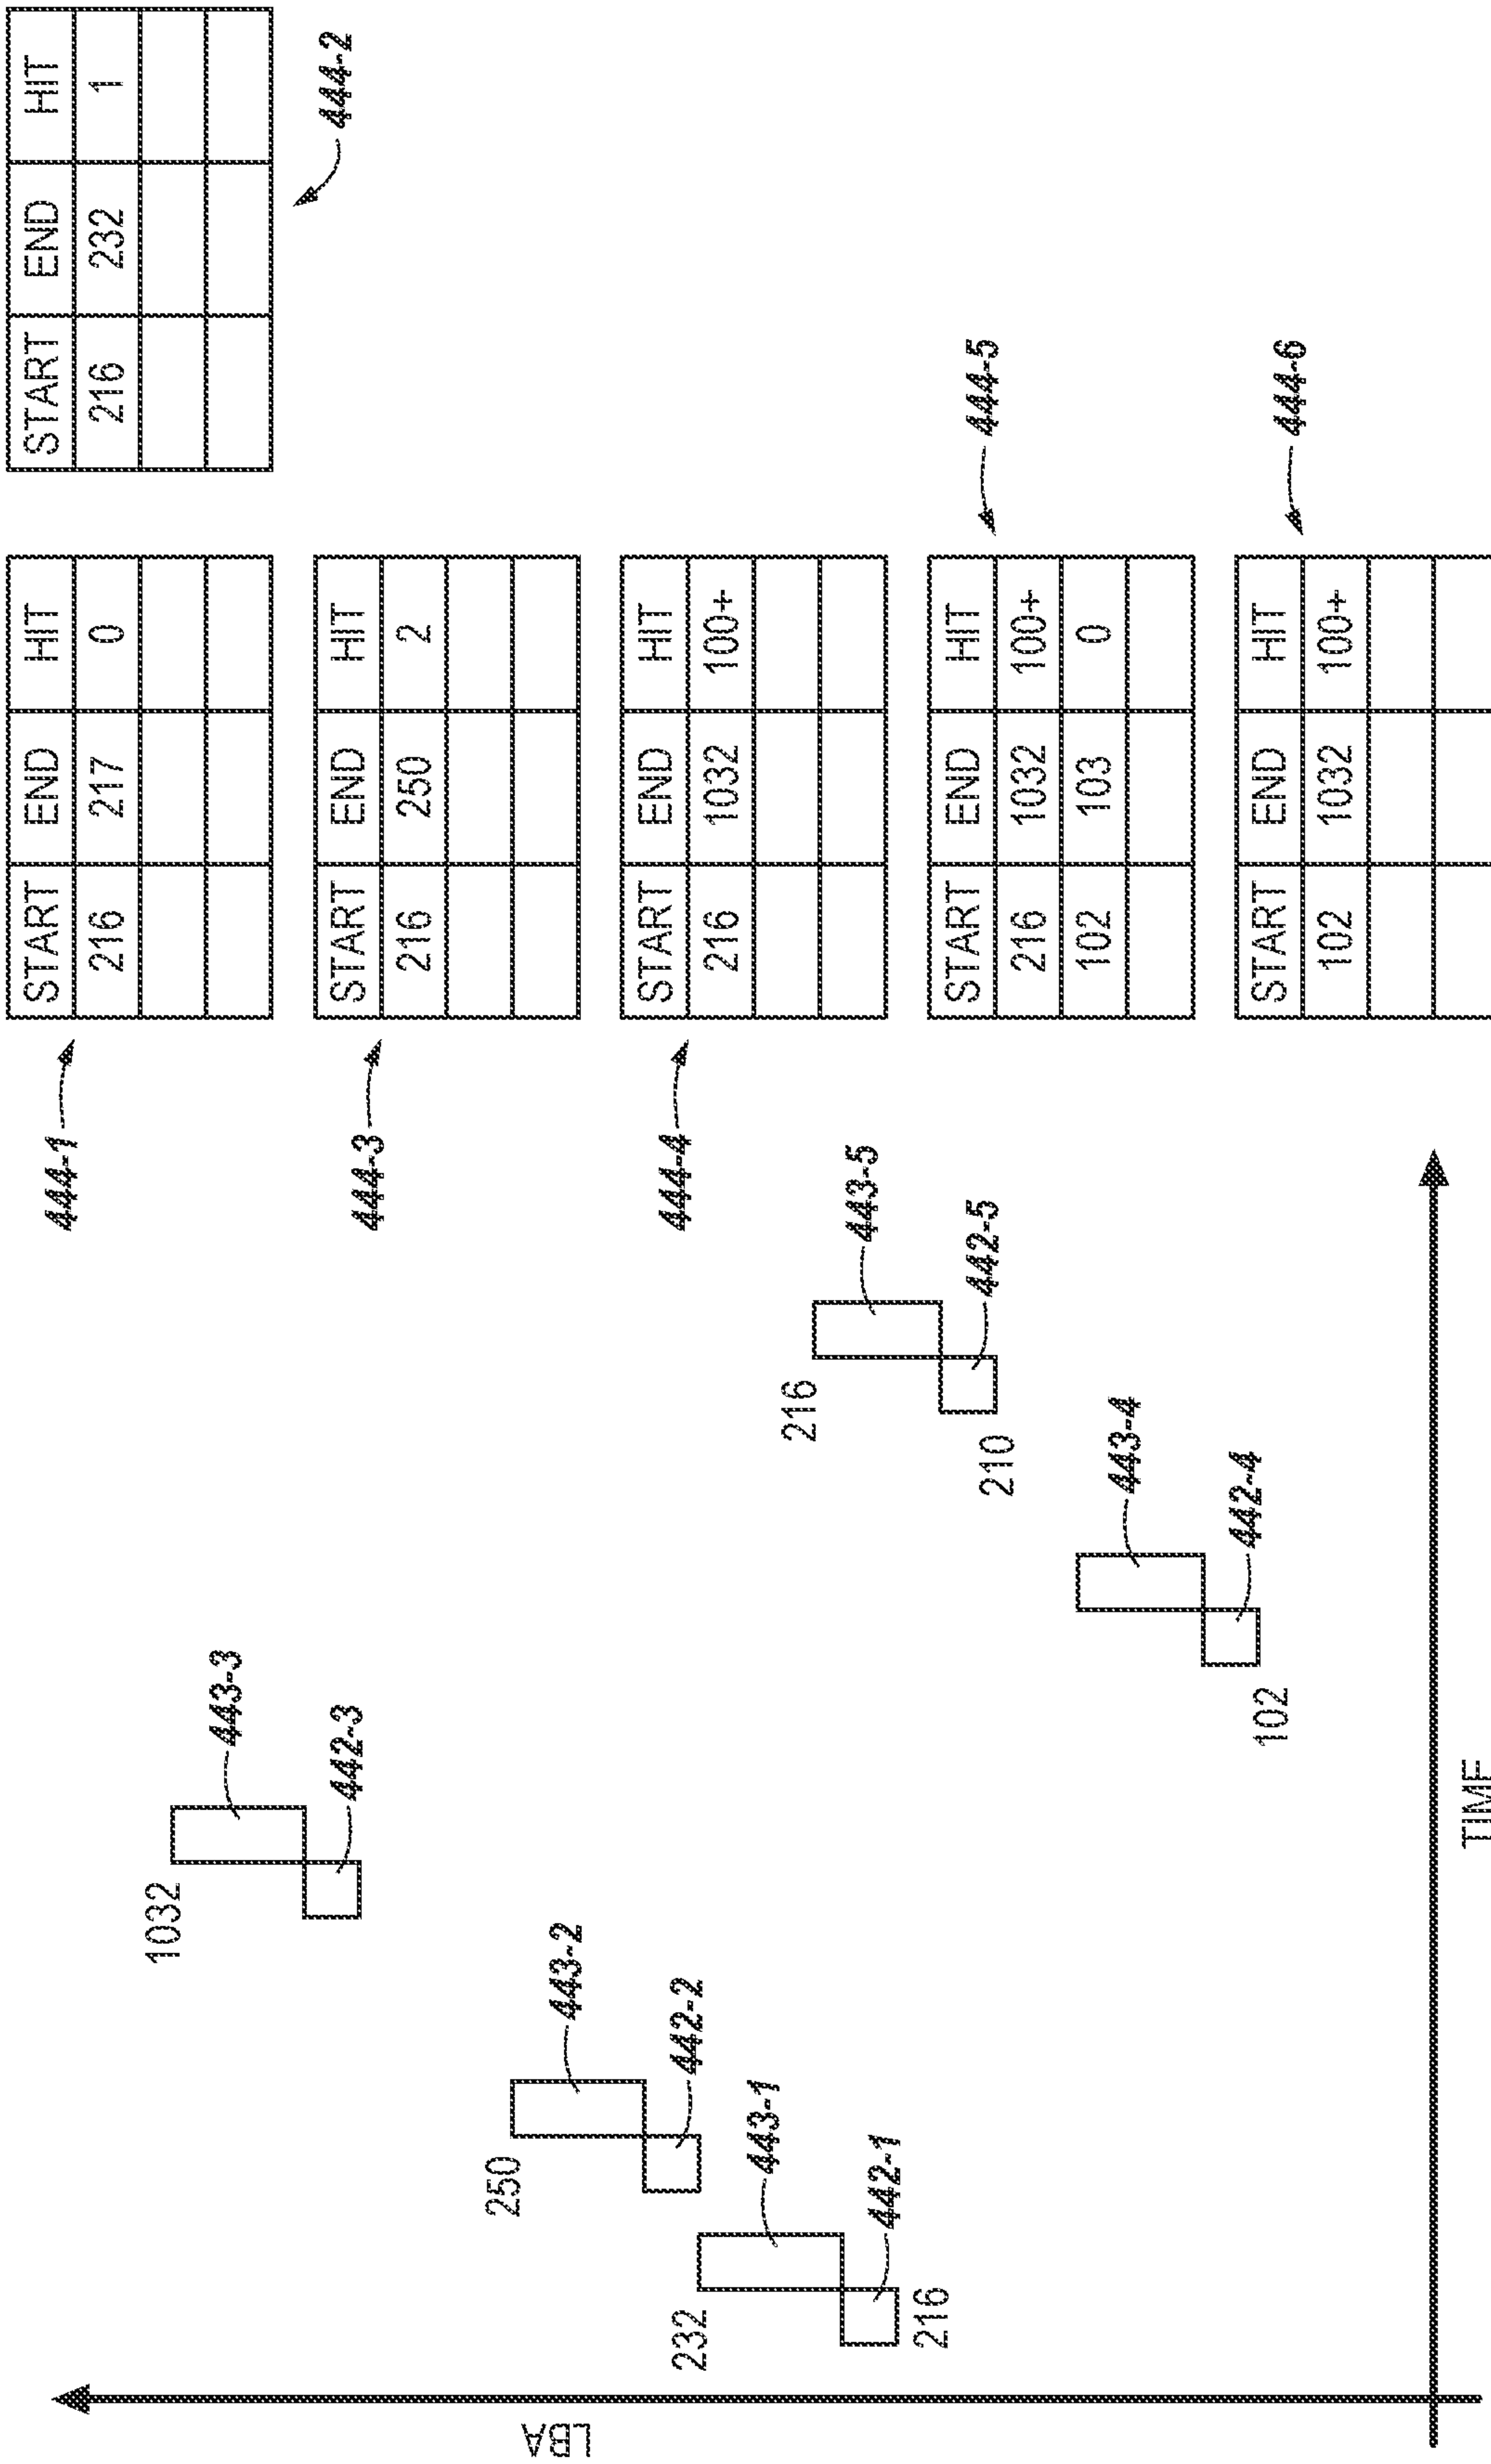 LBA
TIME
232
216
443-1
442-1
250
443-2
442-2
1032
443-3
442-3
102
443-4
442-4
216
210
443-5
442-5
444-1
START END HIT
216 217 0
444-2
START END HIT
216 232 1
444-3
START END HIT
216 250 2
444-4
START END HIT
216 1032 100+
444-5
START END HIT
216 1032 100+
102 103 0
444-6
START END HIT
102 1032 100+